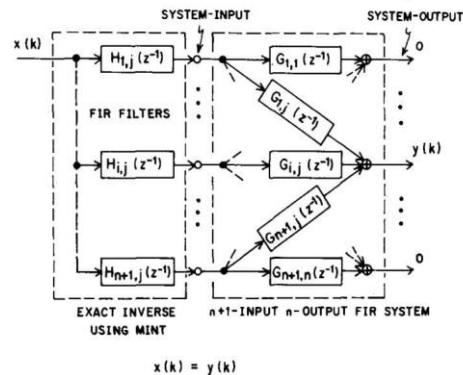 SYSTEM-INPUT
SYSTEM-OUTPUT
x(k)
H1,j(z-1)
G1,1(z-1)
0
G1,j(z-1)
FIR FILTERS
Hi,j(z-1)
Gi,j(z-1)
y(k)
Gn+1,j(z-1)
Hn+1,j(z-1)
Gn+1,n(z-1)
0
EXACT INVERSE
USING MINT
n+1-INPUT n-OUTPUT FIR SYSTEM
x(k) = y(k)